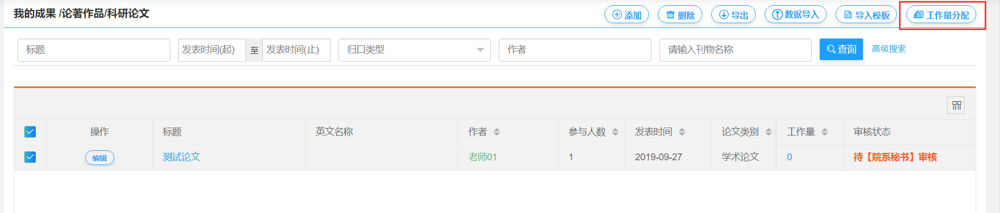 我的成果 /论著作品/科研论文
添加 删除 导出 数据导入 导入模板 工作量分配
标题 发表时间(起) 至 发表时间(止) 归口类型 作者 请输入刊物名称 查询 高级搜索
操作 标题 英文名称 作者 参与人数 发表时间 论文类别 工作量 审核状态
编辑 测试论文 老师01 1 2019-09-27 学术论文 0 待【院系秘书】审核